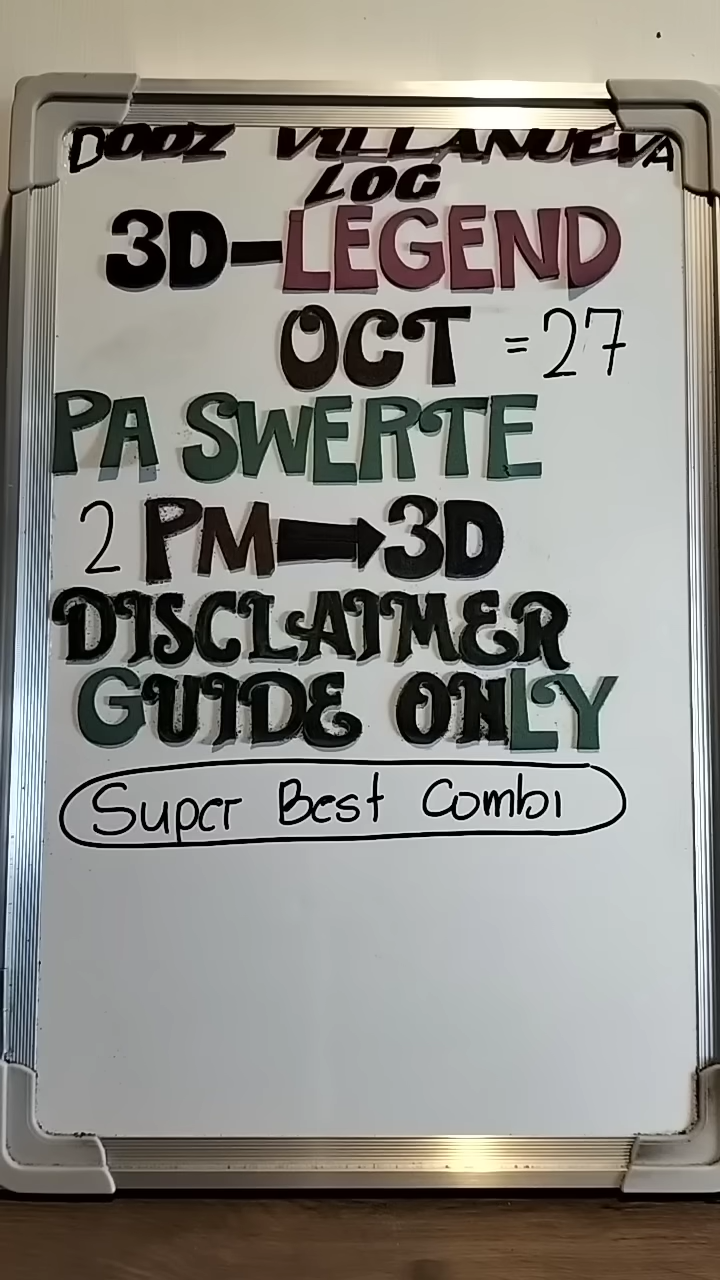 DODZ VILLANUEVA
LOG
3D-LEGEND
OCT = 27
PA SWERTE
2 PM➡3D
DISCLAIMER
GUIDE ONLY
Super Best Combi